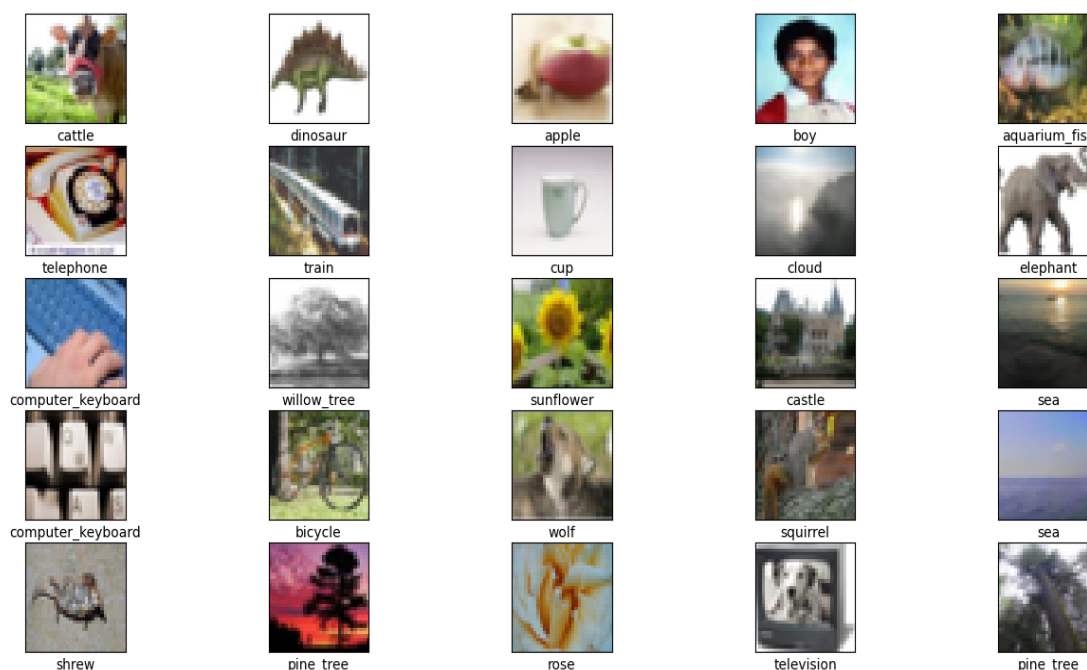 cattle dinosaur apple boy aquarium_fis
telephone train cup cloud elephant
computer_keyboard willow_tree sunflower castle sea
computer_keyboard bicycle wolf squirrel sea
shrew pine_tree rose television pine_tree